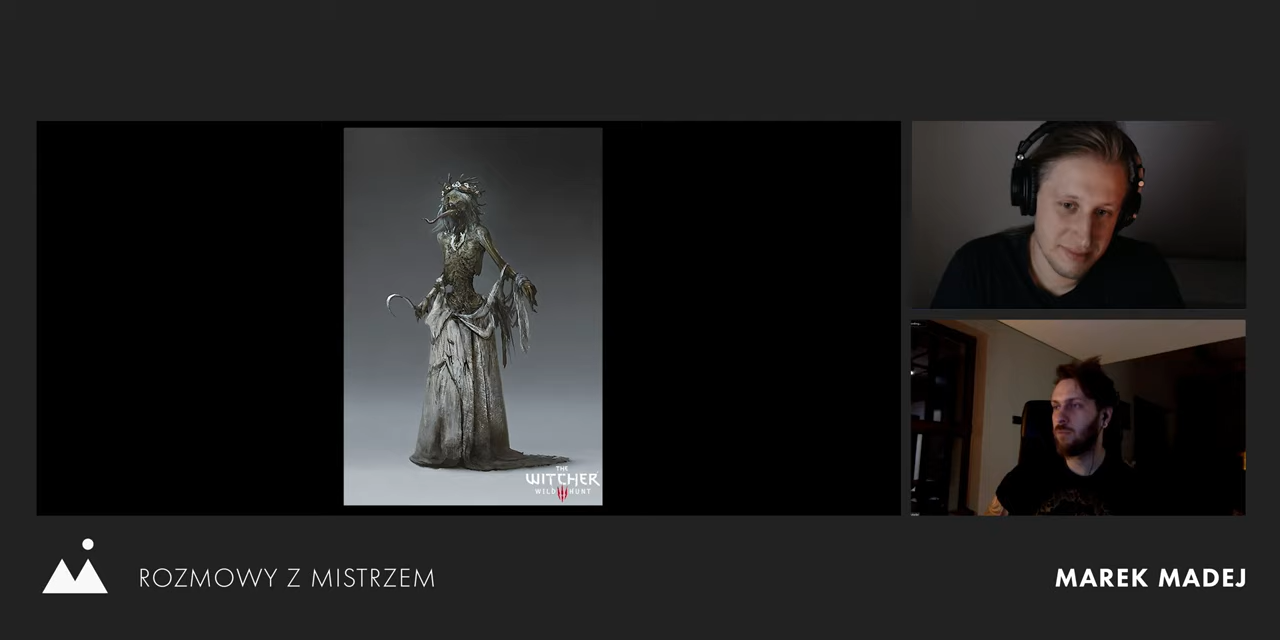 THE
WITCHER
WILD HUNT
ROZMOWY Z MISTRZEM
MAREK MADEJ